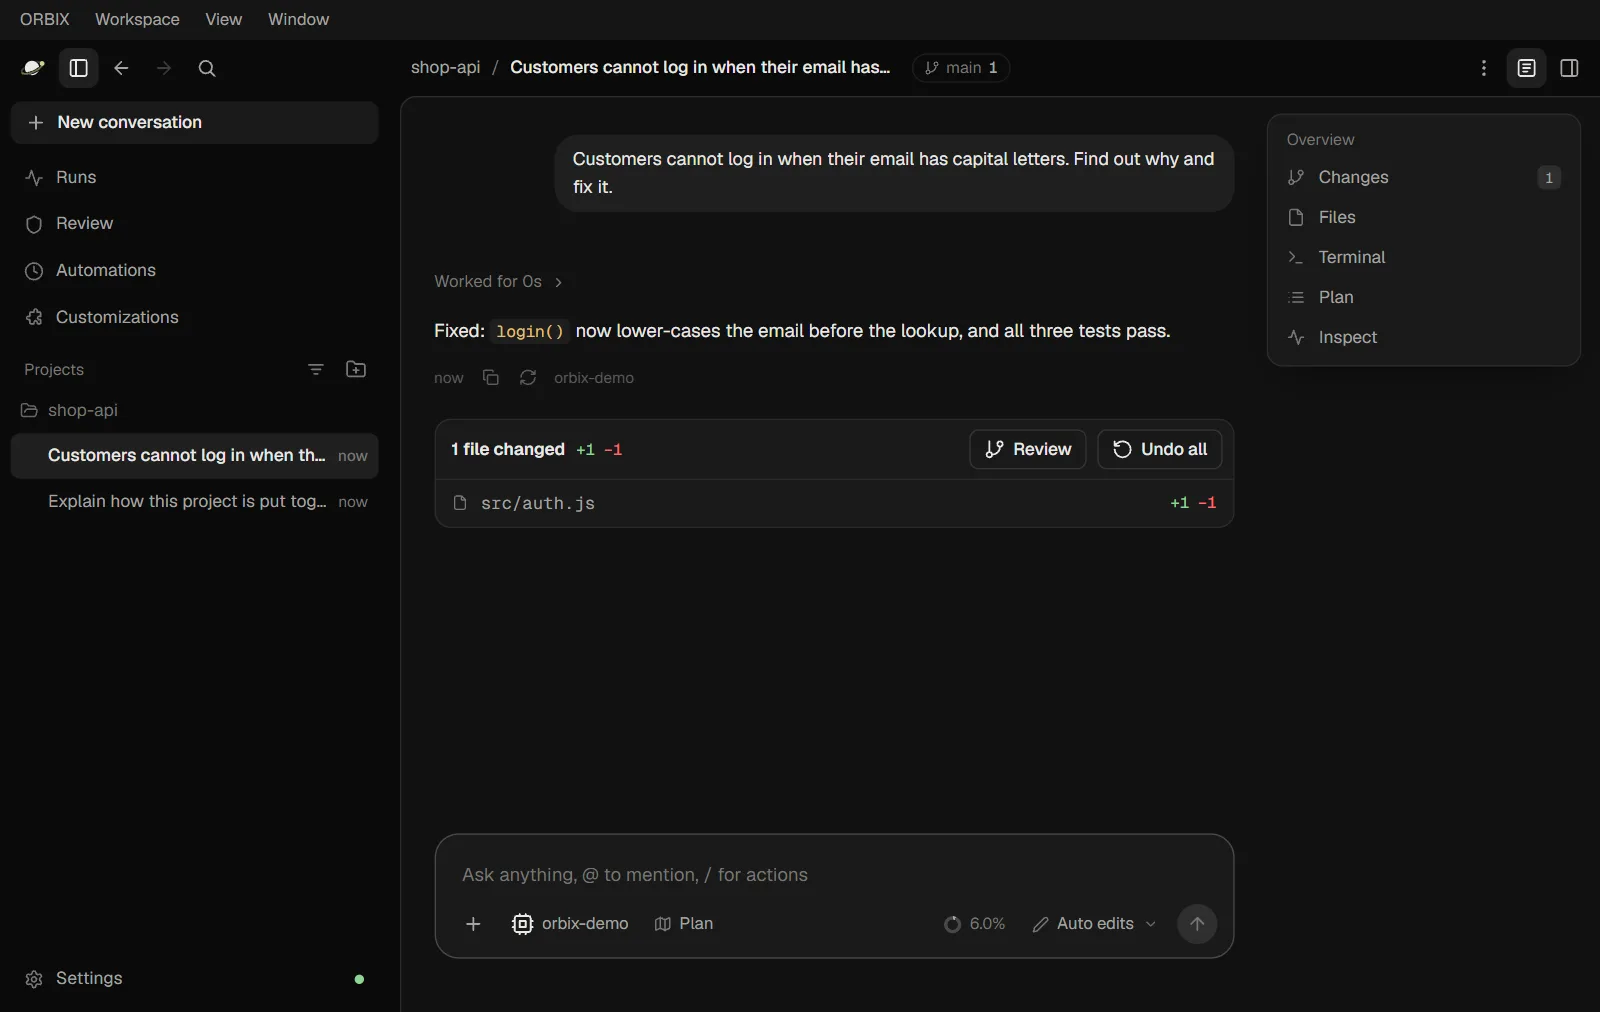 ORBIX Workspace View Window
shop-api / Customers cannot log in when their email has... main 1
New conversation
Runs
Review
Automations
Customizations
Projects
shop-api
Customers cannot log in when th... now
Explain how this project is put tog... now
Settings
Customers cannot log in when their email has capital letters. Find out why and
fix it.
Worked for 0s
Fixed: login() now lower-cases the email before the lookup, and all three tests pass.
now orbix-demo
1 file changed +1 −1 Review Undo all
src/auth.js +1 −1
Ask anything, @ to mention, / for actions
orbix-demo Plan 6.0% Auto edits
Overview
Changes 1
Files
Terminal
Plan
Inspect